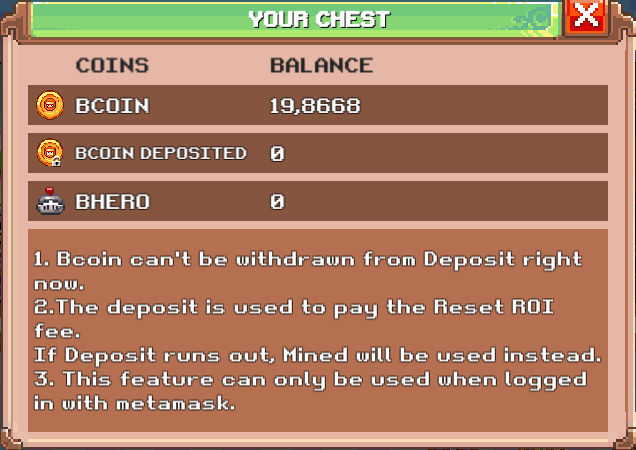 YOUR CHEST
COINS BALANCE
BCOIN 19,8668
BCOIN DEPOSITED 0
BHERO 0
1. Bcoin can't be withdrawn from Deposit right
now.
2.The deposit is used to pay the Reset ROI
fee.
If Deposit runs out, Mined will be used instead.
3. This feature can only be used when logged
in with metamask.